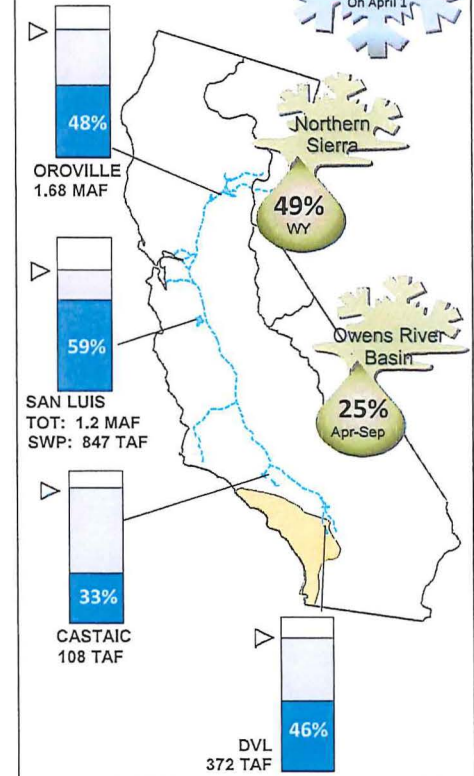 On April 1
48%
OROVILLE
1.68 MAF
Northern
Sierra
49%
WY
59%
SAN LUIS
TOT: 1.2 MAF
SWP: 847 TAF
Owens River
Basin
25%
Apr-Sep
33%
CASTAIC
108 TAF
46%
DVL
372 TAF